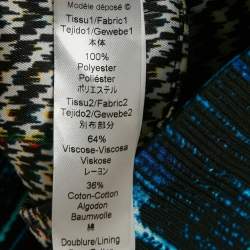 Modèle déposé ©
Tissu1/Fabric1
Tejido1/Gewebe1
本体
100%
Polyester
Poliéster
ポリエステル
Tissu2/Fabric2
Tejido2/Gewebe2
別布部分
64%
Viscose-Viscosa
Viskose
レーヨン
36%
Coton-Cotton
Algodon
Baumwolle
綿
Doublure/Lining